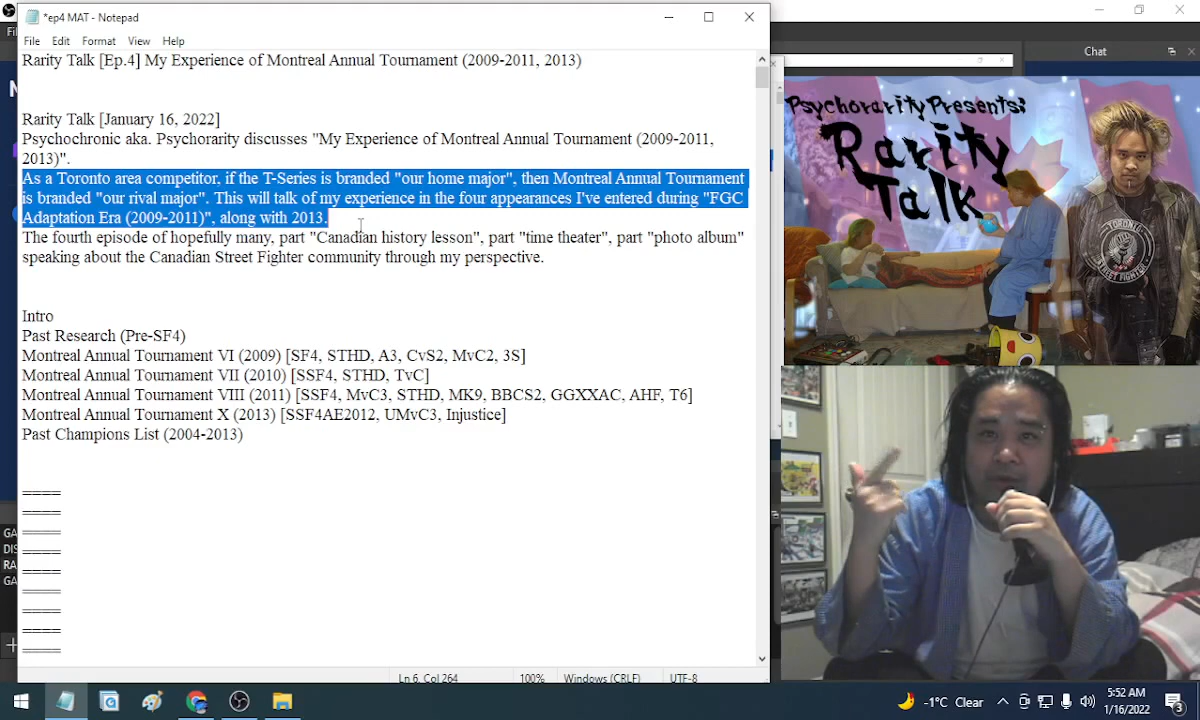 *ep4 MAT - Notepad
File Edit Format View Help
Rarity Talk [Ep.4] My Experience of Montreal Annual Tournament (2009-2011, 2013)
Rarity Talk [January 16, 2022]
Psychochronic aka. Psychorarity discusses "My Experience of Montreal Annual Tournament (2009-2011,
2013)".
As a Toronto area competitor, if the T-Series is branded "our home major", then Montreal Annual Tournament
is branded "our rival major". This will talk of my experience in the four appearances I've entered during "FGC
Adaptation Era (2009-2011)", along with 2013.
The fourth episode of hopefully many, part "Canadian history lesson", part "time theater", part "photo album"
speaking about the Canadian Street Fighter community through my perspective.
Intro
Past Research (Pre-SF4)
Montreal Annual Tournament VI (2009) [SF4, STHD, A3, CvS2, MvC2, 3S]
Montreal Annual Tournament VII (2010) [SSF4, STHD, TvC]
Montreal Annual Tournament VIII (2011) [SSF4, MvC3, STHD, MK9, BBCS2, GGXXAC, AHF, T6]
Montreal Annual Tournament X (2013) [SSF4AE2012, UMvC3, Injustice]
Past Champions List (2004-2013)
====
====
====
====
====
====
====
====
====
Ln 6, Col 264 100% Windows (CRLF) UTF-8
Chat
Psychorarity Presents:
Rarity
Talk
TORONTO
STREET FIGHTER
-1°C Clear
5:52 AM
1/16/2022
3